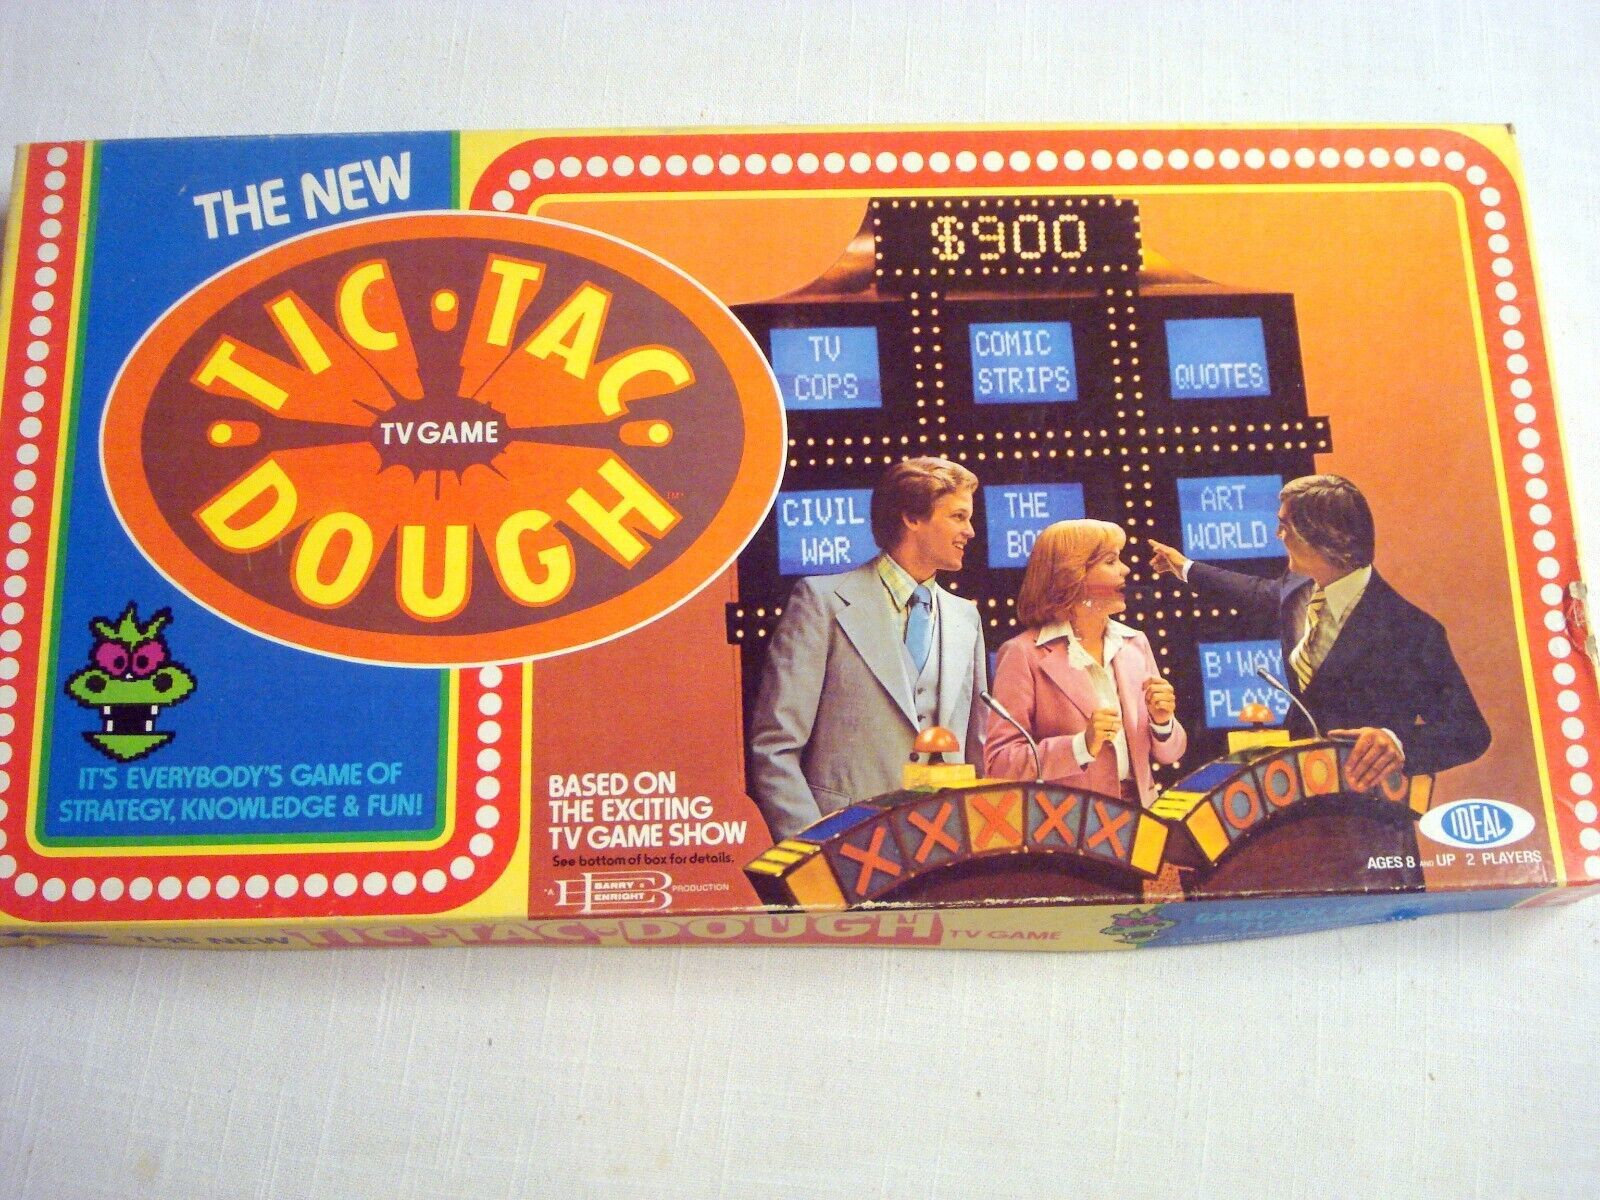 THE NEW
TIC·TAC·
DOUGH
TV GAME
TM*
IT'S EVERYBODY'S GAME OF
STRATEGY, KNOWLEDGE & FUN!
$900
TV
COPS
COMIC
STRIPS
QUOTES
CIVIL
WAR
THE
ART
WORLD
B'WAY
PLAYS
BASED ON
THE EXCITING
TV GAME SHOW
See bottom of box for details.
"A
BARRY &
ENRIGHT
PRODUCTION
X X X X X
O O O O
IDEAL
AGES 8 AND UP 2 PLAYERS
THE NEW TIC·TAC·DOUGH TV GAME